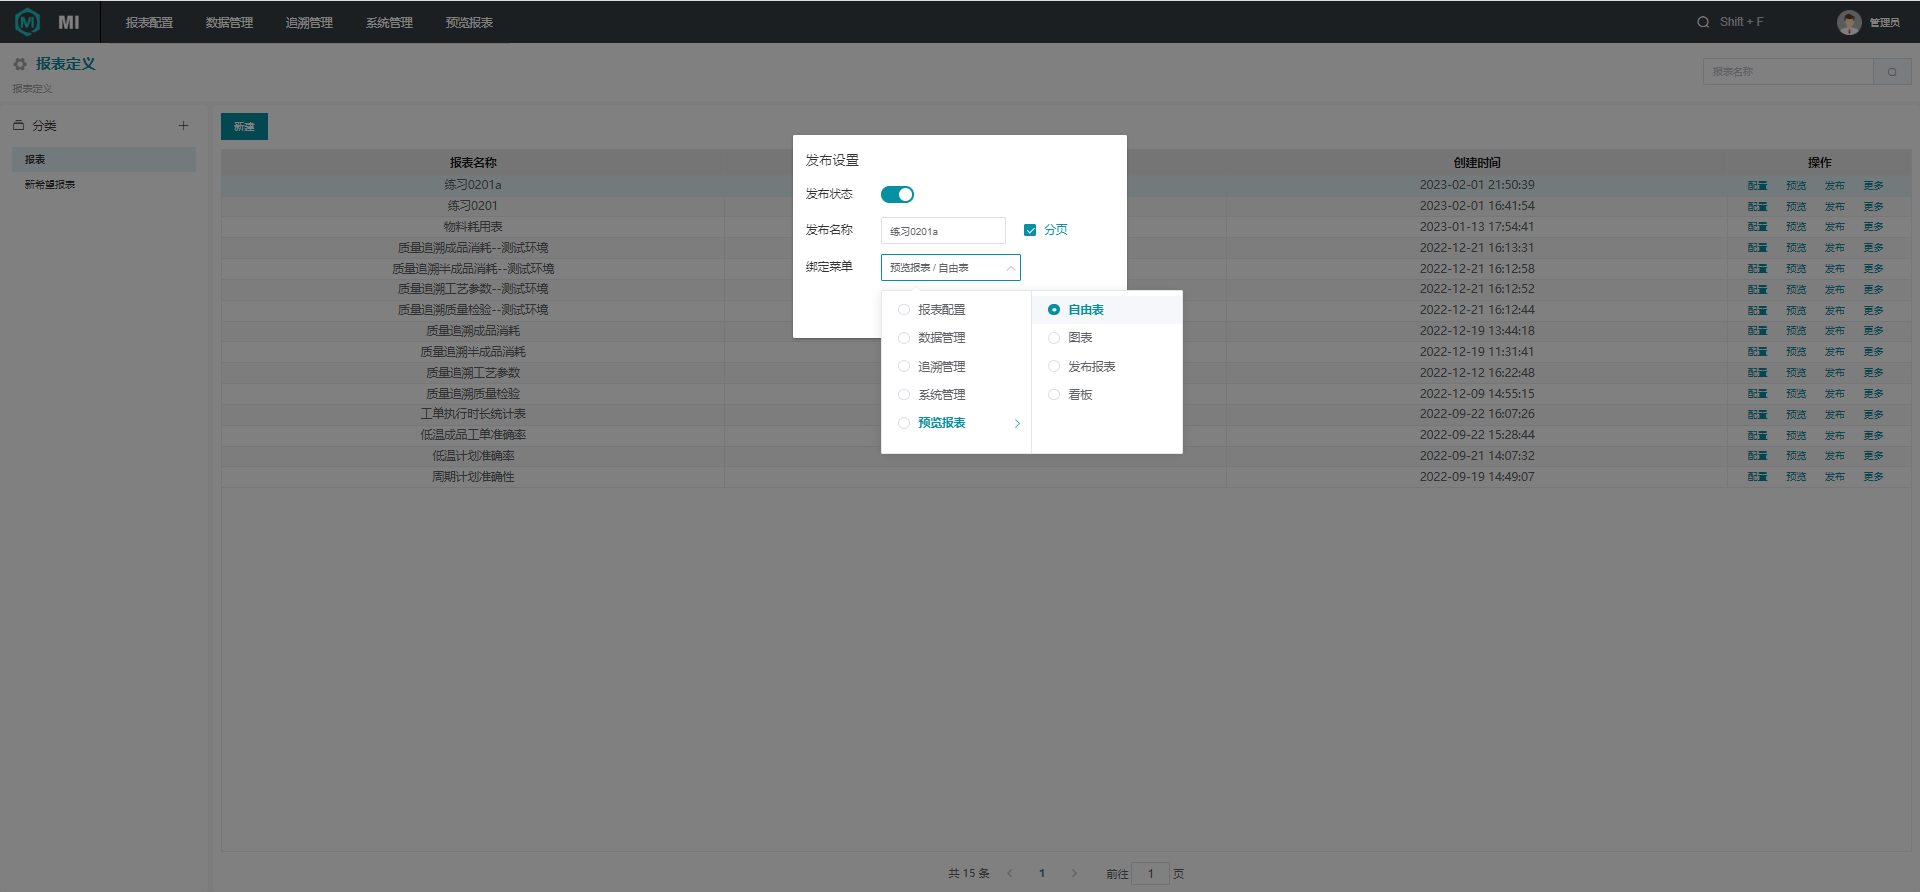 MI
报表配置 数据管理 追溯管理 系统管理 预览报表
Shift + F
管理员
报表定义
报表定义
报表名称
分类
报表
新希望报表
新建
报表名称 创建时间 操作
练习0201a 2023-02-01 21:50:39 配置 预览 发布 更多
练习0201 2023-02-01 16:41:54 配置 预览 发布 更多
物料耗用表 2023-01-13 17:54:41 配置 预览 发布 更多
质量追溯成品消耗--测试环境 2022-12-21 16:13:31 配置 预览 发布 更多
质量追溯半成品消耗--测试环境 2022-12-21 16:12:58 配置 预览 发布 更多
质量追溯工艺参数--测试环境 2022-12-21 16:12:52 配置 预览 发布 更多
质量追溯质量检验--测试环境 2022-12-21 16:12:44 配置 预览 发布 更多
质量追溯成品消耗 2022-12-19 13:44:18 配置 预览 发布 更多
质量追溯半成品消耗 2022-12-19 11:31:41 配置 预览 发布 更多
质量追溯工艺参数 2022-12-12 16:22:48 配置 预览 发布 更多
质量追溯质量检验 2022-12-09 14:55:15 配置 预览 发布 更多
工单执行时长统计表 2022-09-22 16:07:26 配置 预览 发布 更多
低温成品工单准确率 2022-09-22 15:28:44 配置 预览 发布 更多
低温计划准确率 2022-09-21 14:07:32 配置 预览 发布 更多
周期计划准确性 2022-09-19 14:49:07 配置 预览 发布 更多
发布设置
发布状态
发布名称 练习0201a 分页
绑定菜单 预览报表 / 自由表
报表配置 自由表
数据管理 图表
追溯管理 发布报表
系统管理 看板
预览报表
共 15 条 1 前往 1 页